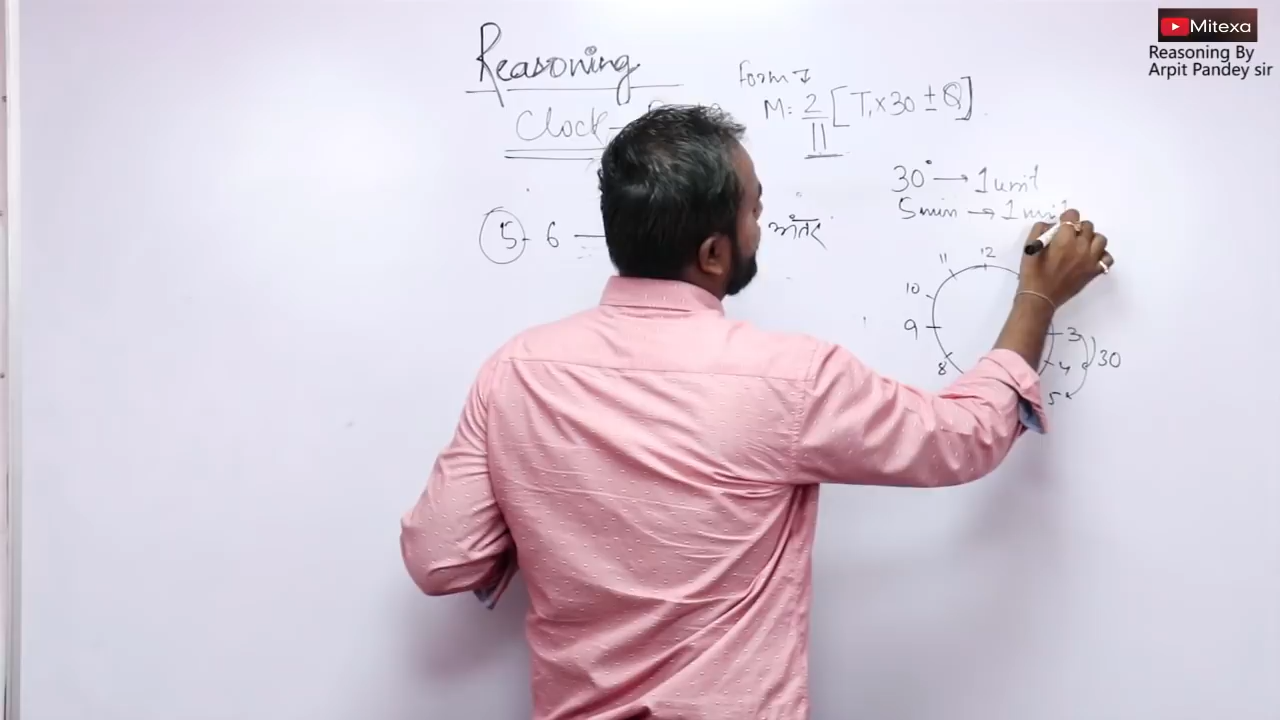 Mitexa
Reasoning By
Arpit Pandey sir
Reasoning
Clock
M: 2/11 [T₁×30 ± Q]
30° → 1 unit
5 min → 1 unit
5 - 6 — अंतर
12
11
10
9
8
3
4
5
30